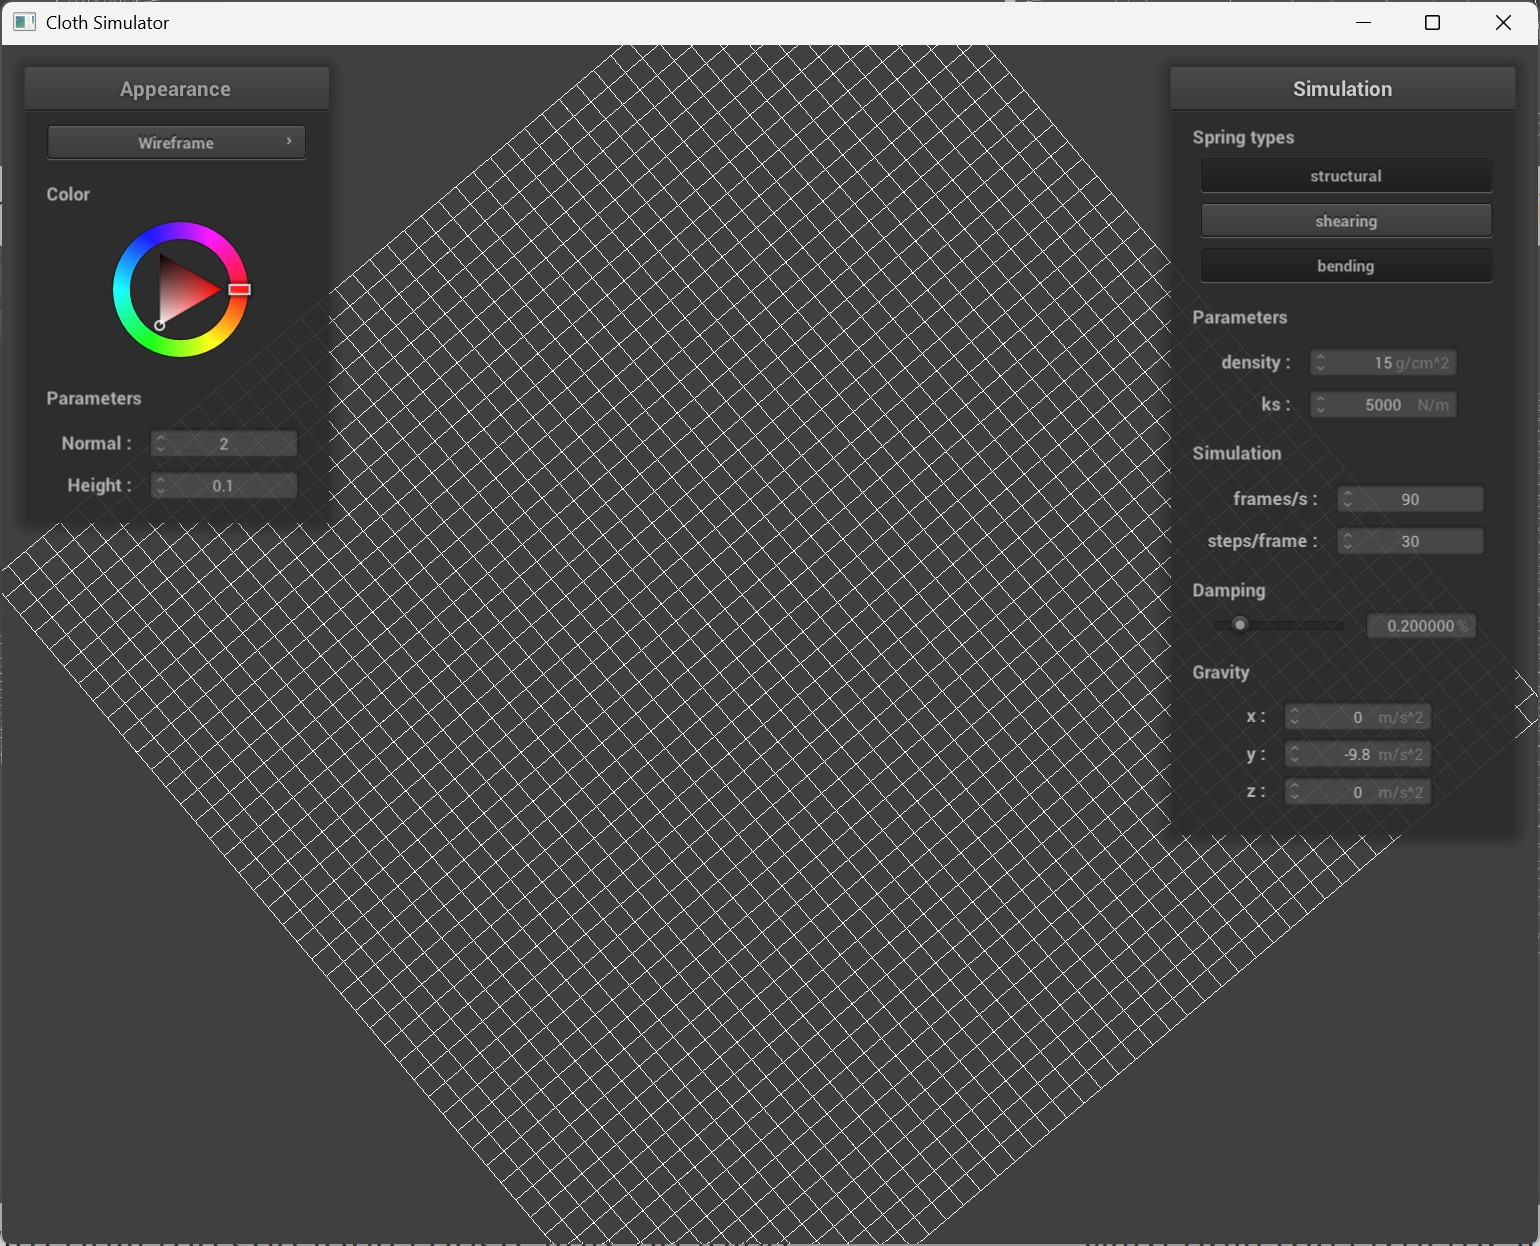 Cloth Simulator
Appearance
Wireframe
Color
Parameters
Normal : 2
Height : 0.1
Simulation
Spring types
structural
shearing
bending
Parameters
density : 15 g/cm^2
ks : 5000 N/m
Simulation
frames/s : 90
steps/frame : 30
Damping
0.200000 %
Gravity
x : 0 m/s^2
y : -9.8 m/s^2
z : 0 m/s^2